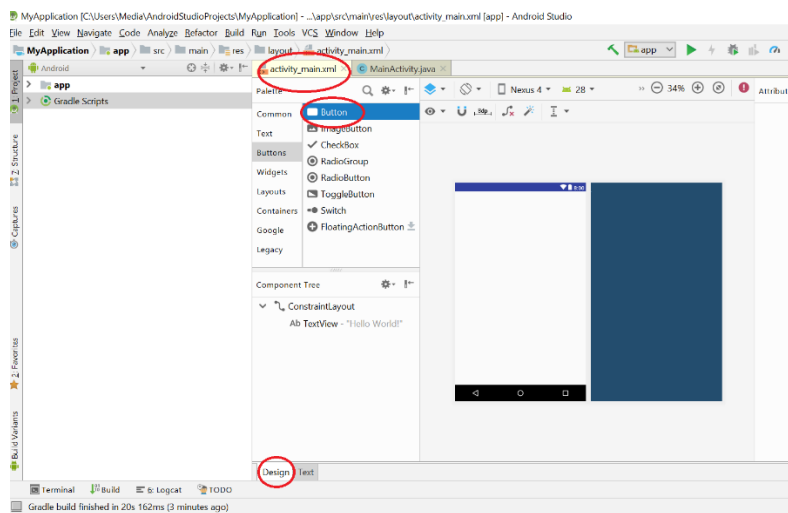 MyApplication [C:\Users\Media\AndroidStudioProjects\MyApplication] - ...\app\src\main\res\layout\activity_main.xml [app] - Android Studio
File Edit View Navigate Code Analyze Refactor Build Run Tools VCS Window Help
MyApplication app src main res layout activity_main.xml app
Android activity_main.xml MainActivity.java
1: Project
Z: Structure
Captures
2: Favorites
Build Variants
app
Gradle Scripts
Palette
Nexus 4 28 34% Attribut
Common
Text
Buttons
Widgets
Layouts
Containers
Google
Legacy
Button
ImageButton
CheckBox
RadioGroup
RadioButton
ToggleButton
Switch
FloatingActionButton
8dp
8:00
Component Tree
ConstraintLayout
Ab TextView - "Hello World!"
Design Text
Terminal Build 6: Logcat TODO
Gradle build finished in 20s 162ms (3 minutes ago)